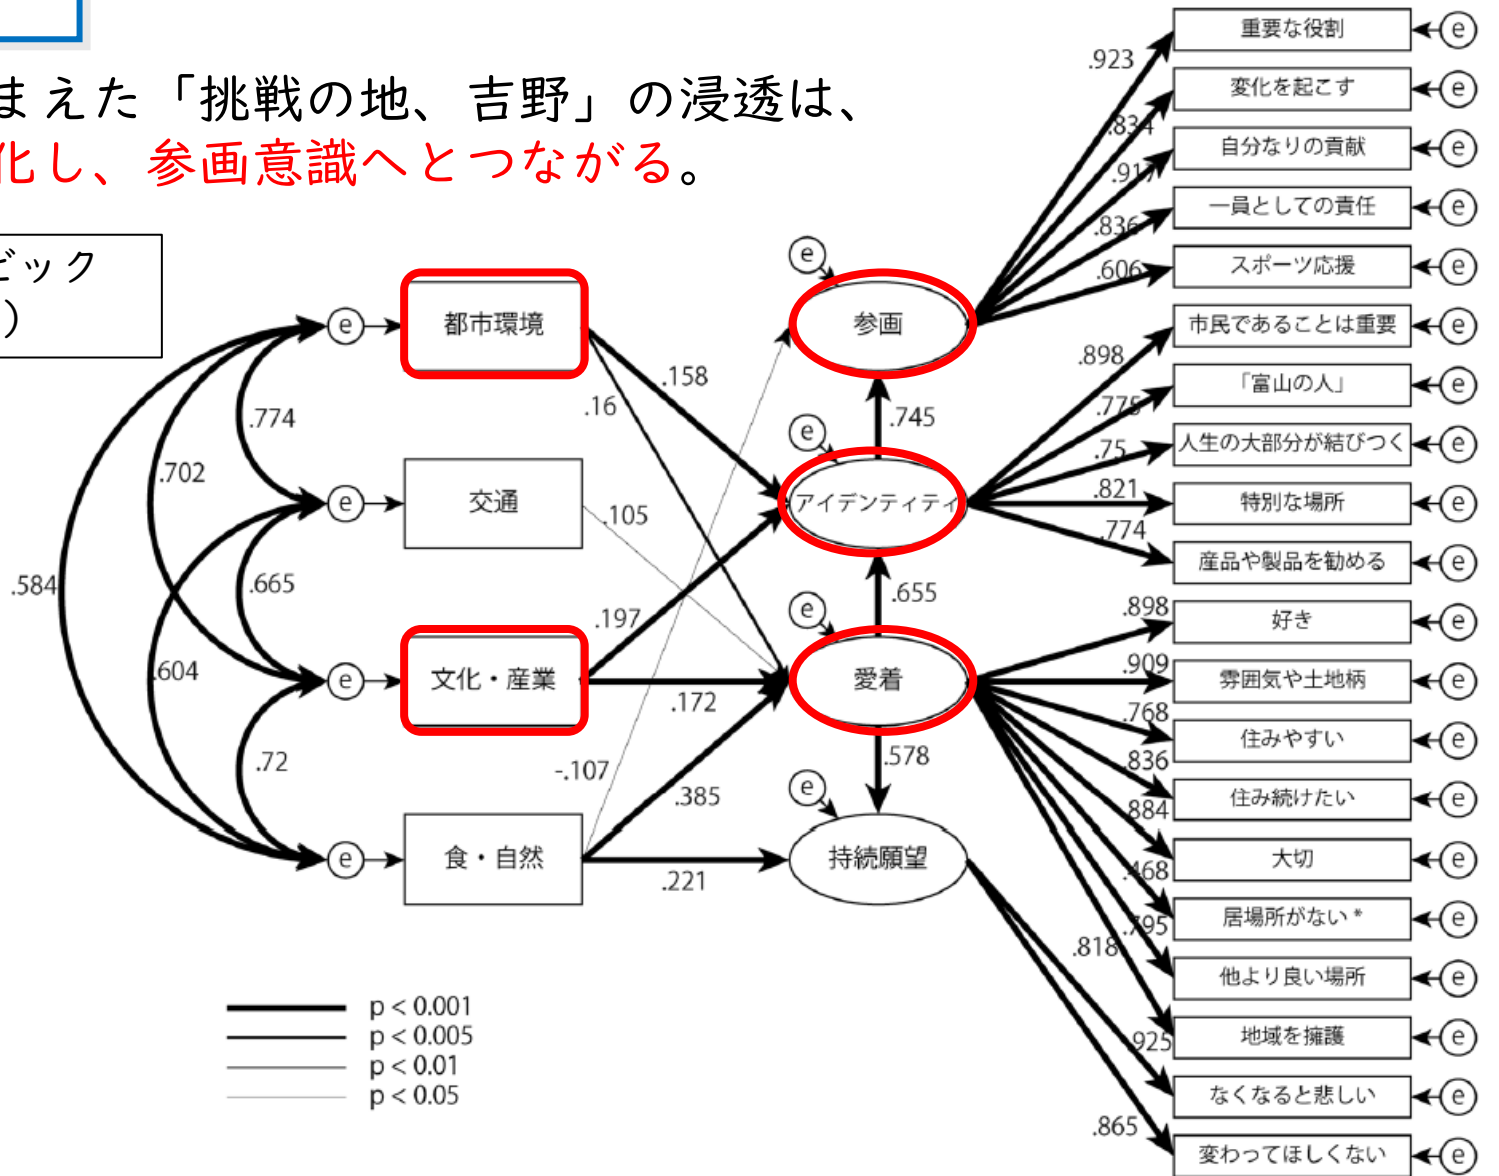 まえた「挑戦の地、吉野」の浸透は、
化し、参画意識へとつながる。
ビック
）
重要な役割
e
変化を起こす
e
自分なりの貢献
e
一員としての責任
e
スポーツ応援
e
市民であることは重要
e
「富山の人」
e
人生の大部分が結びつく
e
特別な場所
e
産品や製品を勧める
e
好き
e
雰囲気や土地柄
e
住みやすい
e
住み続けたい
e
大切
e
居場所がない *
e
他より良い場所
e
地域を擁護
e
なくなると悲しい
e
変わってほしくない
e
.923
.834
.917
.836
.606
.898
.775
.75
.821
.774
.898
.909
.768
.836
.884
.468
.795
.818
.925
.865
e
都市環境
e
参画
.158
.16
.745
.774
.702
e
交通
e
アイデンティティ
.105
.584
.665
.655
.604
.197
e
文化・産業
e
愛着
.172
.72
-.107
.385
.578
e
食・自然
e
持続願望
.221
p < 0.001
p < 0.005
p < 0.01
p < 0.05